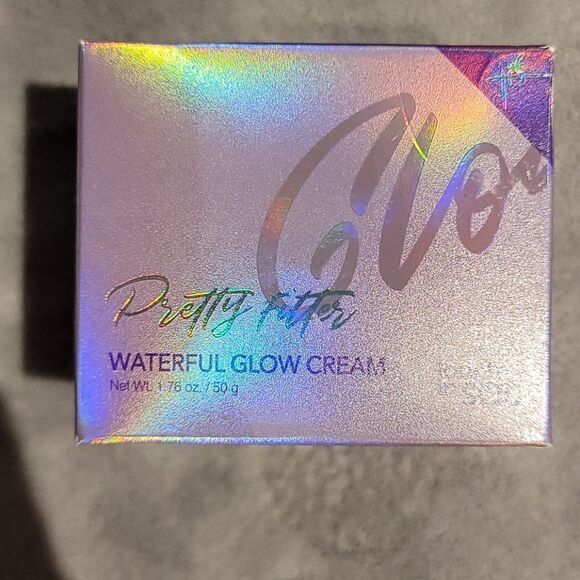 Glow
Pretty Filter
WATERFUL GLOW CREAM
Net Wt. 1.76 oz. / 50 g